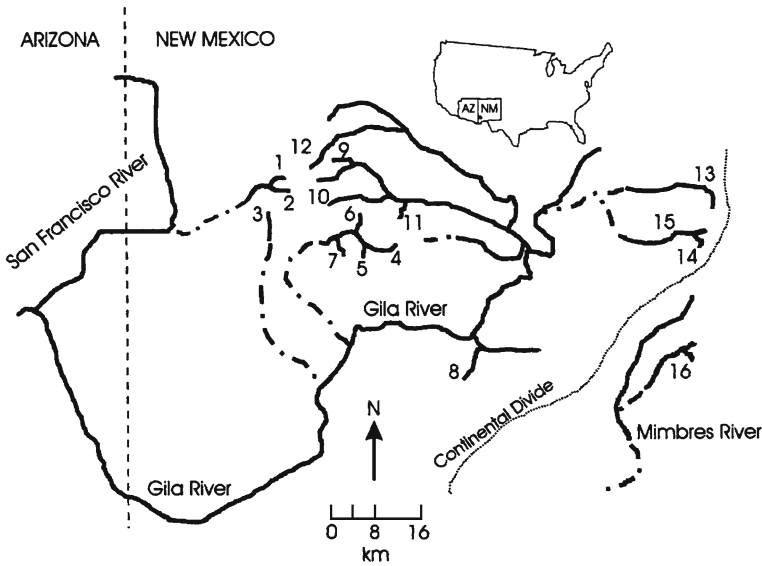 ARIZONA
NEW MEXICO
AZ
NM
San Francisco River
12
9
1
2
10
3
6
11
7
5
4
13
15
14
Gila River
8
Continental Divide
16
Mimbres River
N
Gila River
0
8
16
km